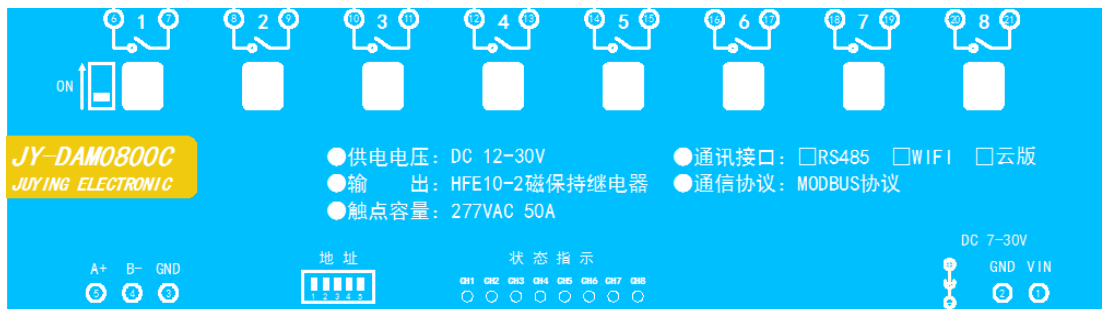 6 1 7 8 2 9 10 3 11 12 4 13 14 5 15 16 6 17 18 7 19 20 8 21
ON
JY-DAM0800C
JUYING ELECTRONIC
●供电电压：DC 12-30V
●输 出：HFE10-2磁保持继电器
●触点容量：277VAC 50A
●通讯接口：□RS485 □WIFI □云版
●通信协议：MODBUS协议
A+ B- GND
5 4 3
地 址
1 2 3 4 5
状 态 指 示
CH1 CH2 CH3 CH4 CH5 CH6 CH7 CH8
DC 7-30V
GND VIN
2 1